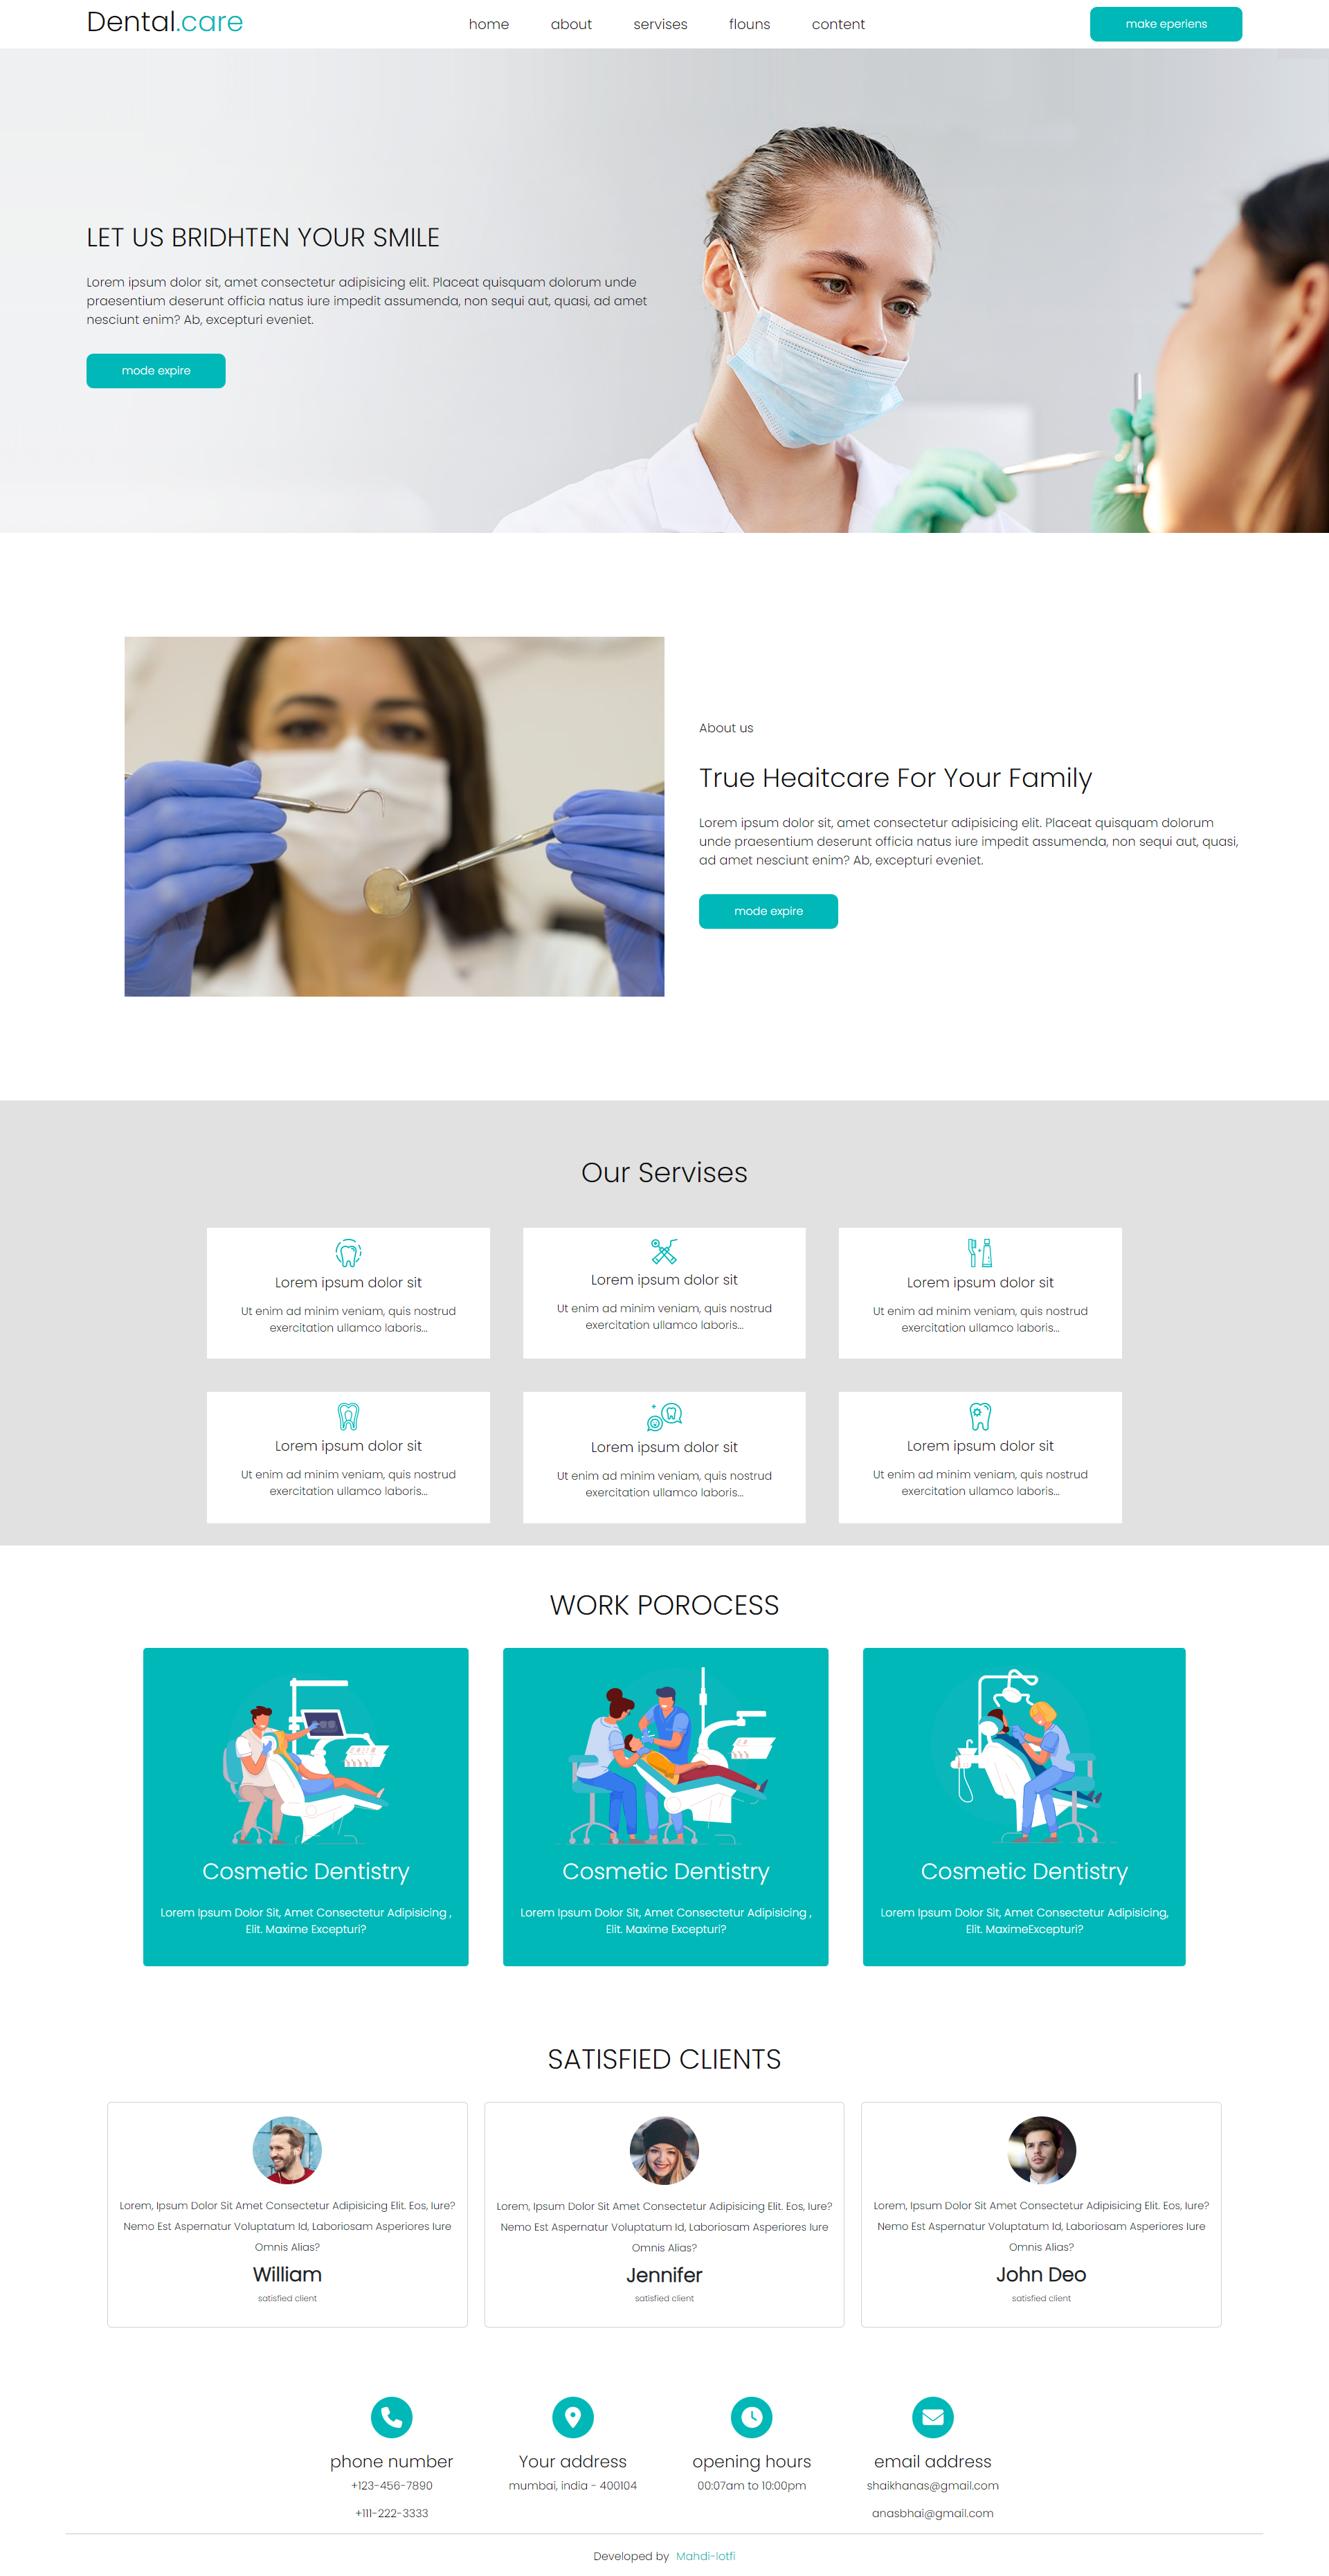 Dental.care
home about servises flouns content
make eperiens
LET US BRIDHTEN YOUR SMILE
Lorem ipsum dolor sit, amet consectetur adipisicing elit. Placeat quisquam dolorum unde
praesentium deserunt officia natus iure impedit assumenda, non sequi aut, quasi, ad amet
nesciunt enim? Ab, excepturi eveniet.
mode expire
About us
True Heaitcare For Your Family
Lorem ipsum dolor sit, amet consectetur adipisicing elit. Placeat quisquam dolorum
unde praesentium deserunt officia natus iure impedit assumenda, non sequi aut, quasi,
ad amet nesciunt enim? Ab, excepturi eveniet.
mode expire
Our Servises
Lorem ipsum dolor sit
Ut enim ad minim veniam, quis nostrud
exercitation ullamco laboris...
Lorem ipsum dolor sit
Ut enim ad minim veniam, quis nostrud
exercitation ullamco laboris...
Lorem ipsum dolor sit
Ut enim ad minim veniam, quis nostrud
exercitation ullamco laboris...
Lorem ipsum dolor sit
Ut enim ad minim veniam, quis nostrud
exercitation ullamco laboris...
Lorem ipsum dolor sit
Ut enim ad minim veniam, quis nostrud
exercitation ullamco laboris...
Lorem ipsum dolor sit
Ut enim ad minim veniam, quis nostrud
exercitation ullamco laboris...
WORK POROCESS
Cosmetic Dentistry
Lorem Ipsum Dolor Sit, Amet Consectetur Adipisicing ,
Elit. Maxime Excepturi?
Cosmetic Dentistry
Lorem Ipsum Dolor Sit, Amet Consectetur Adipisicing ,
Elit. Maxime Excepturi?
Cosmetic Dentistry
Lorem Ipsum Dolor Sit, Amet Consectetur Adipisicing,
Elit. MaximeExcepturi?
SATISFIED CLIENTS
Lorem, Ipsum Dolor Sit Amet Consectetur Adipisicing Elit. Eos, Iure?
Nemo Est Aspernatur Voluptatum Id, Laboriosam Asperiores Iure
Omnis Alias?
William
satisfied client
Lorem, Ipsum Dolor Sit Amet Consectetur Adipisicing Elit. Eos, Iure?
Nemo Est Aspernatur Voluptatum Id, Laboriosam Asperiores Iure
Omnis Alias?
Jennifer
satisfied client
Lorem, Ipsum Dolor Sit Amet Consectetur Adipisicing Elit. Eos, Iure?
Nemo Est Aspernatur Voluptatum Id, Laboriosam Asperiores Iure
Omnis Alias?
John Deo
satisfied client
phone number
+123-456-7890
+111-222-3333
Your address
mumbai, india - 400104
opening hours
00:07am to 10:00pm
email address
shaikhanas@gmail.com
anasbhai@gmail.com
Developed by Mahdi-lotfi